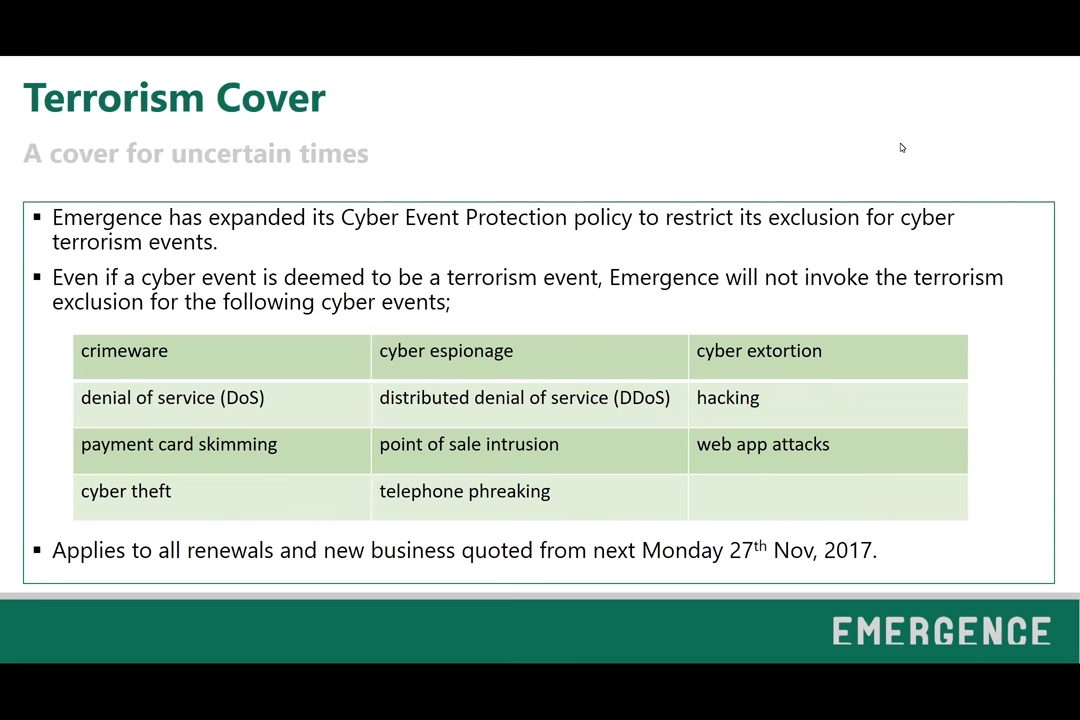 Terrorism Cover
A cover for uncertain times
▪ Emergence has expanded its Cyber Event Protection policy to restrict its exclusion for cyber
terrorism events.
▪ Even if a cyber event is deemed to be a terrorism event, Emergence will not invoke the terrorism
exclusion for the following cyber events;
crimeware cyber espionage cyber extortion
denial of service (DoS) distributed denial of service (DDoS) hacking
payment card skimming point of sale intrusion web app attacks
cyber theft telephone phreaking
▪ Applies to all renewals and new business quoted from next Monday 27th Nov, 2017.
EMERGENCE